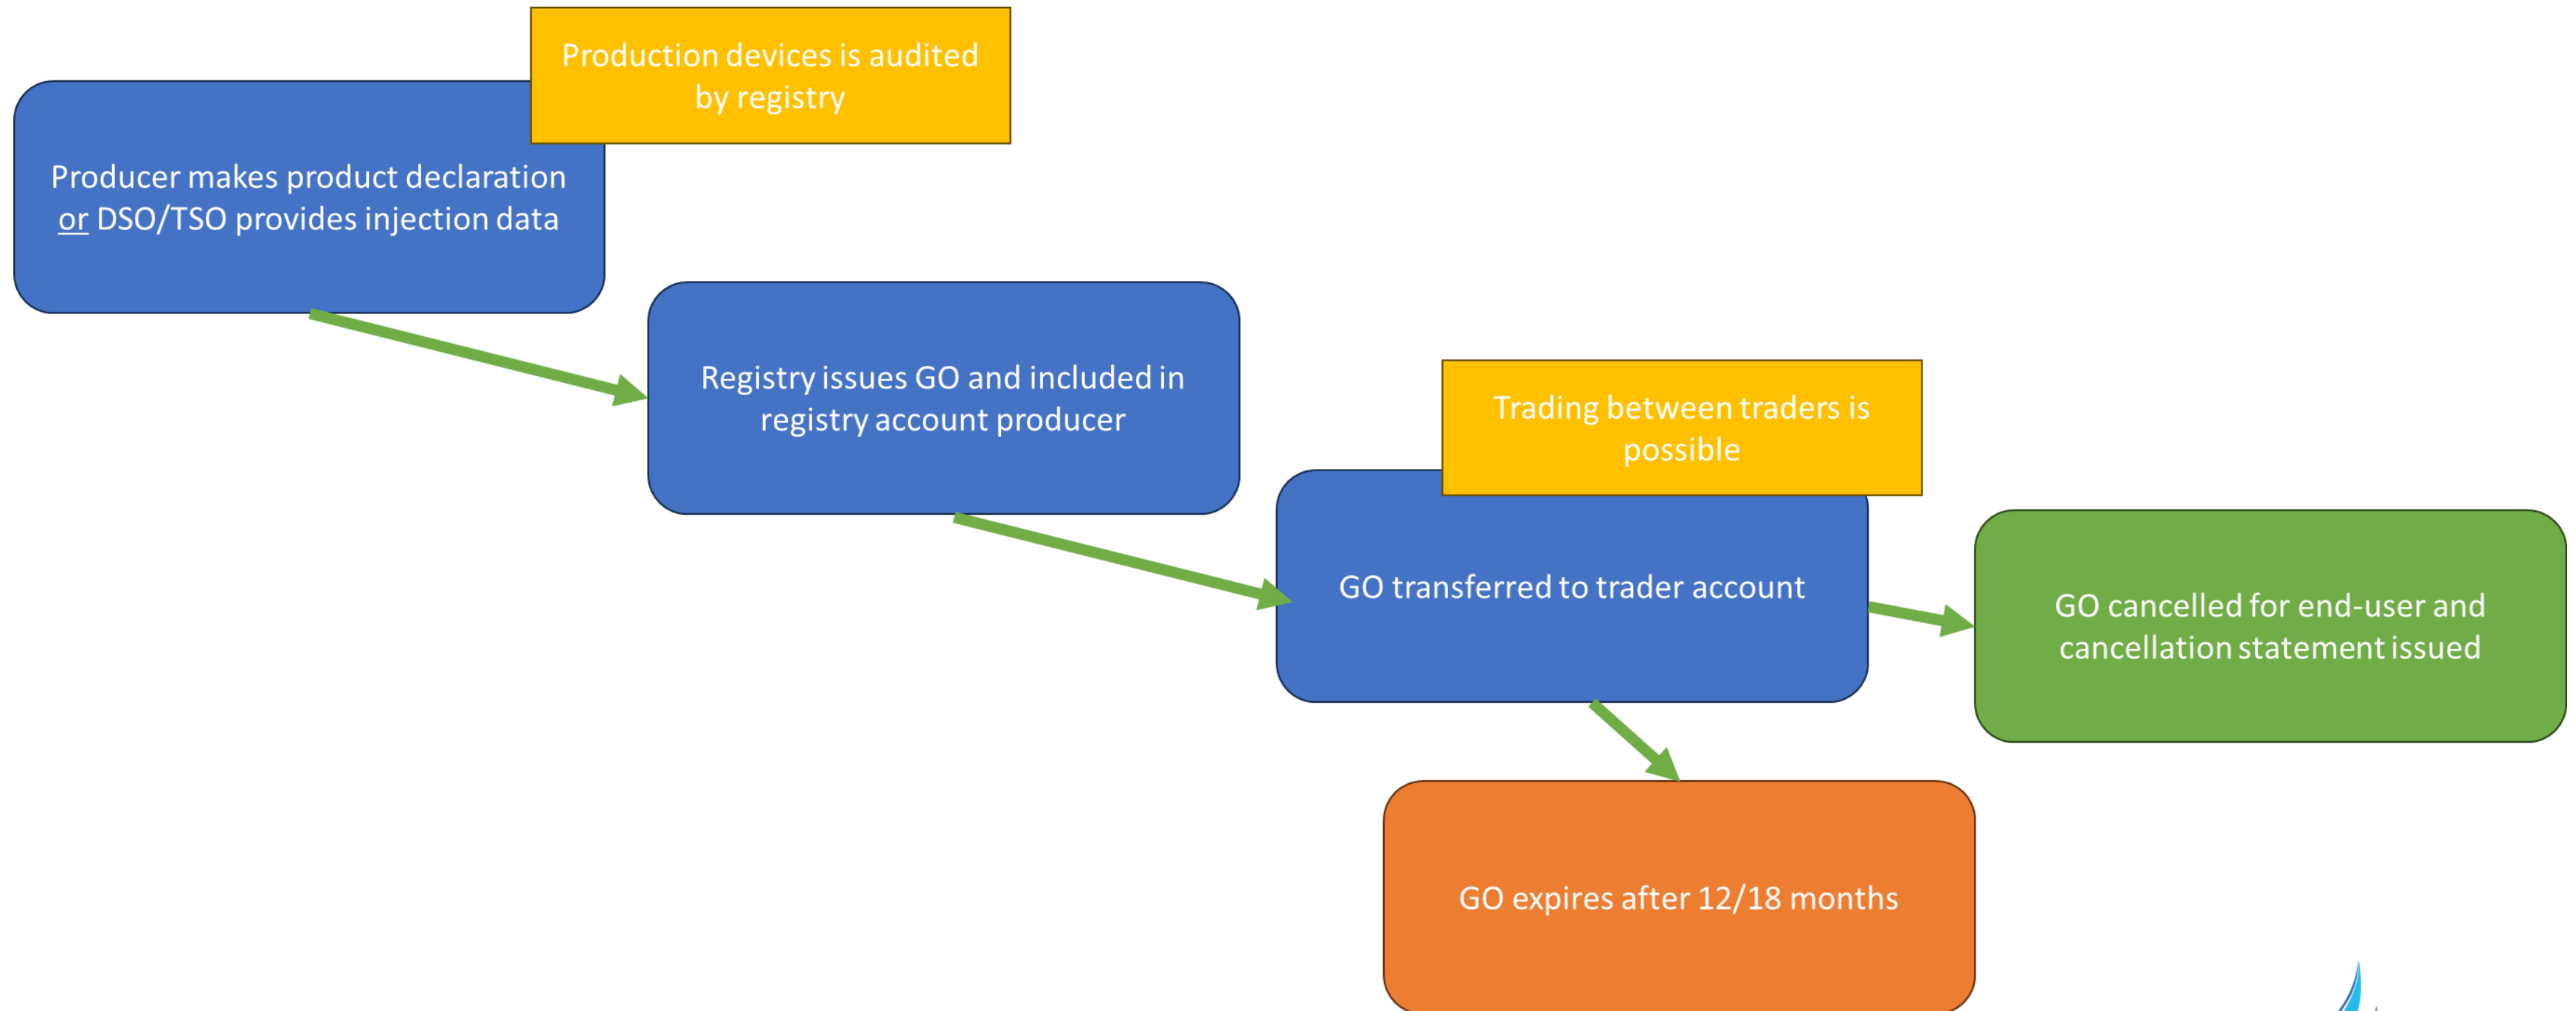 Production devices is audited
by registry
Producer makes product declaration
or DSO/TSO provides injection data
Registry issues GO and included in
registry account producer
Trading between traders is
possible
GO transferred to trader account
GO cancelled for end-user and
cancellation statement issued
GO expires after 12/18 months